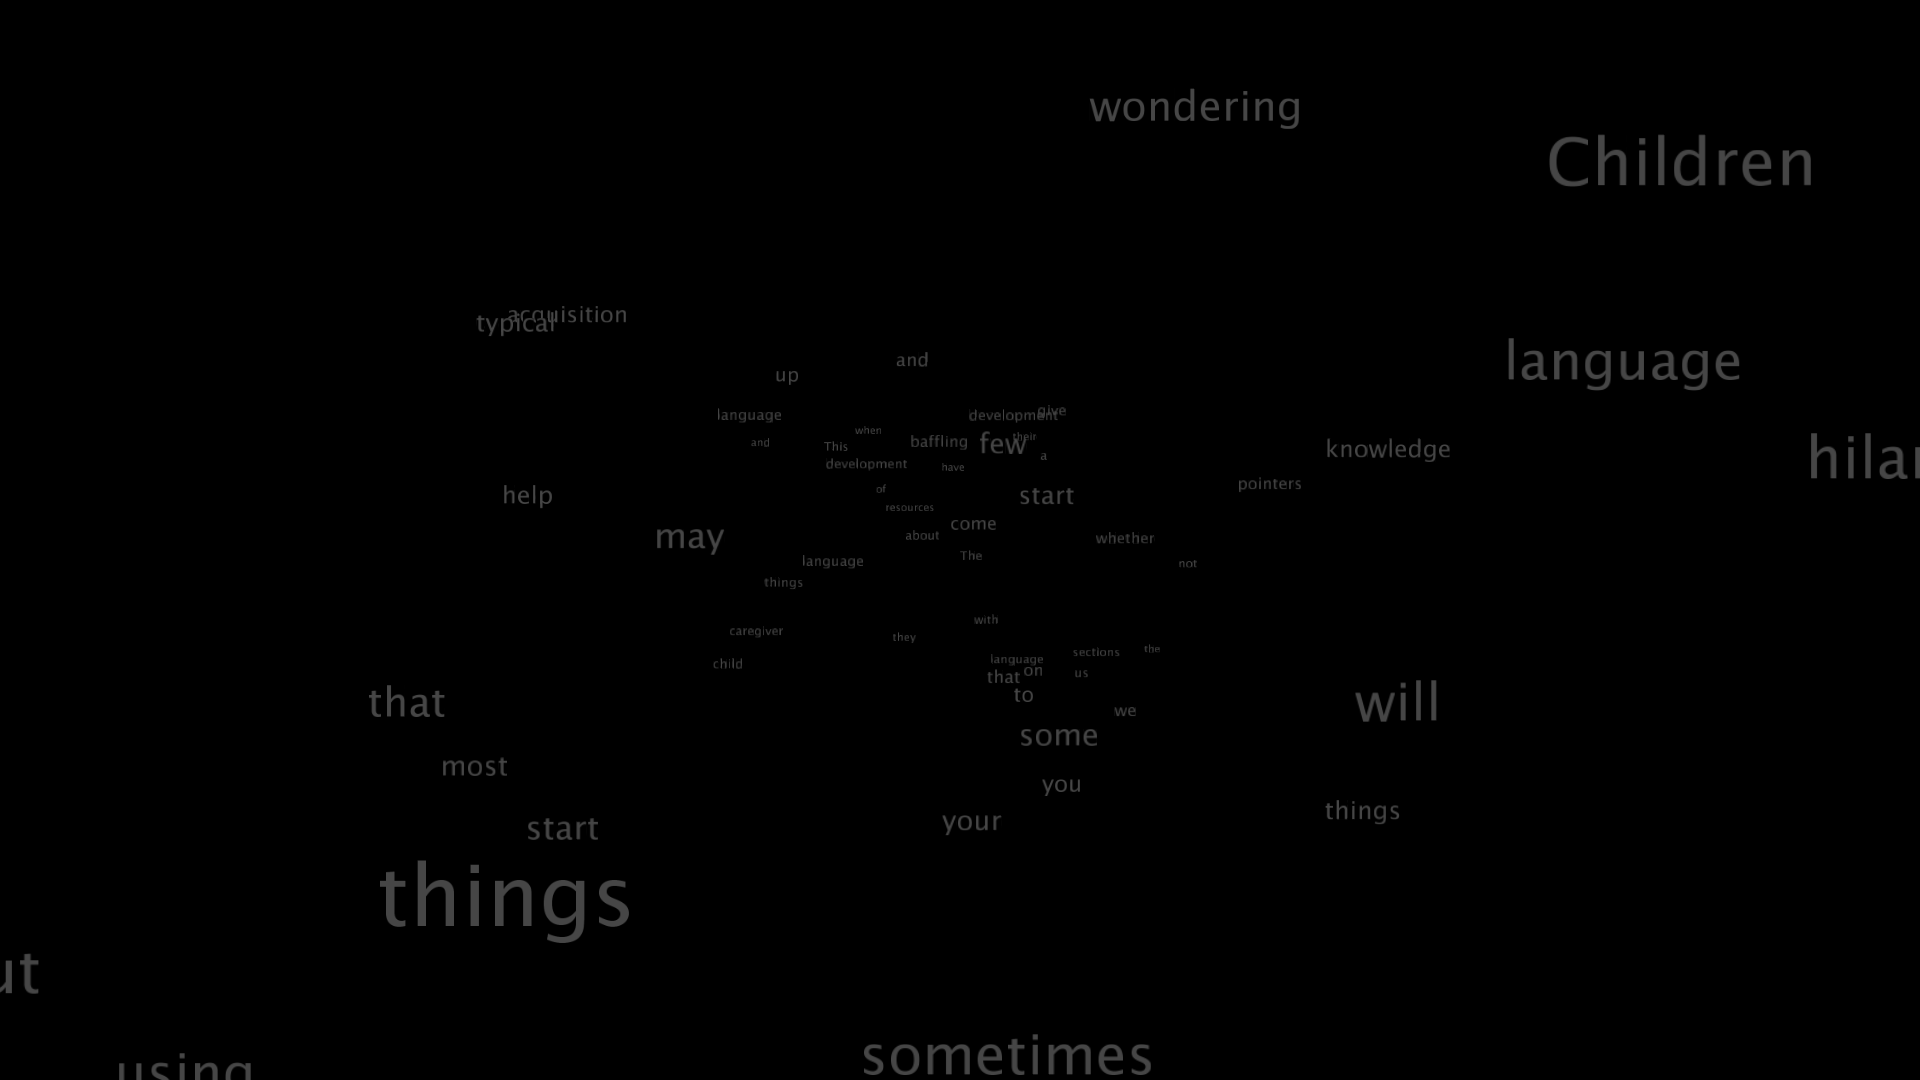 wondering
Children
acquisition
typical
language
and
up
give
language
development
when
their
and
This
baffling
few
knowledge
a
development
have
pointers
of
help
start
resources
come
may
about
whether
The
language
not
things
with
caregiver
they
the
sections
language
child
on
us
that
to
that
will
we
some
most
you
things
your
start
things
sometimes
using